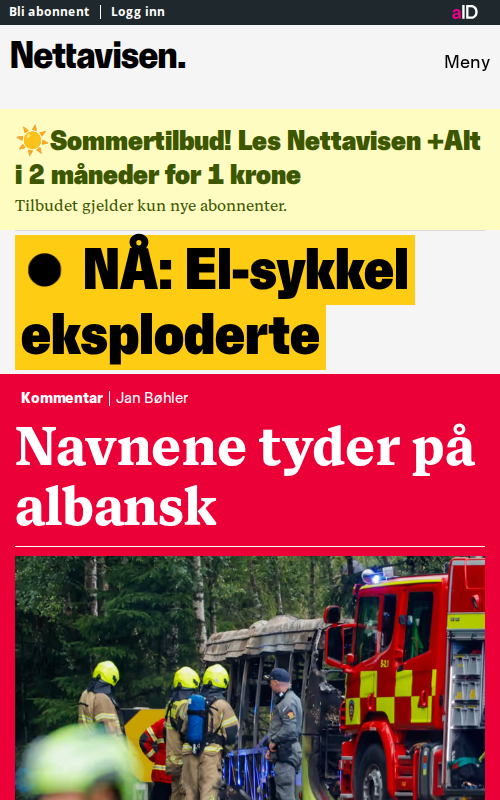 Bli abonnent | Logg inn
aID
Nettavisen.
Meny
☀️Sommertilbud! Les Nettavisen +Alt
i 2 måneder for 1 krone
Tilbudet gjelder kun nye abonnenter.
● NÅ: El-sykkel
eksploderte
Kommentar | Jan Bøhler
Navnene tyder på
albansk